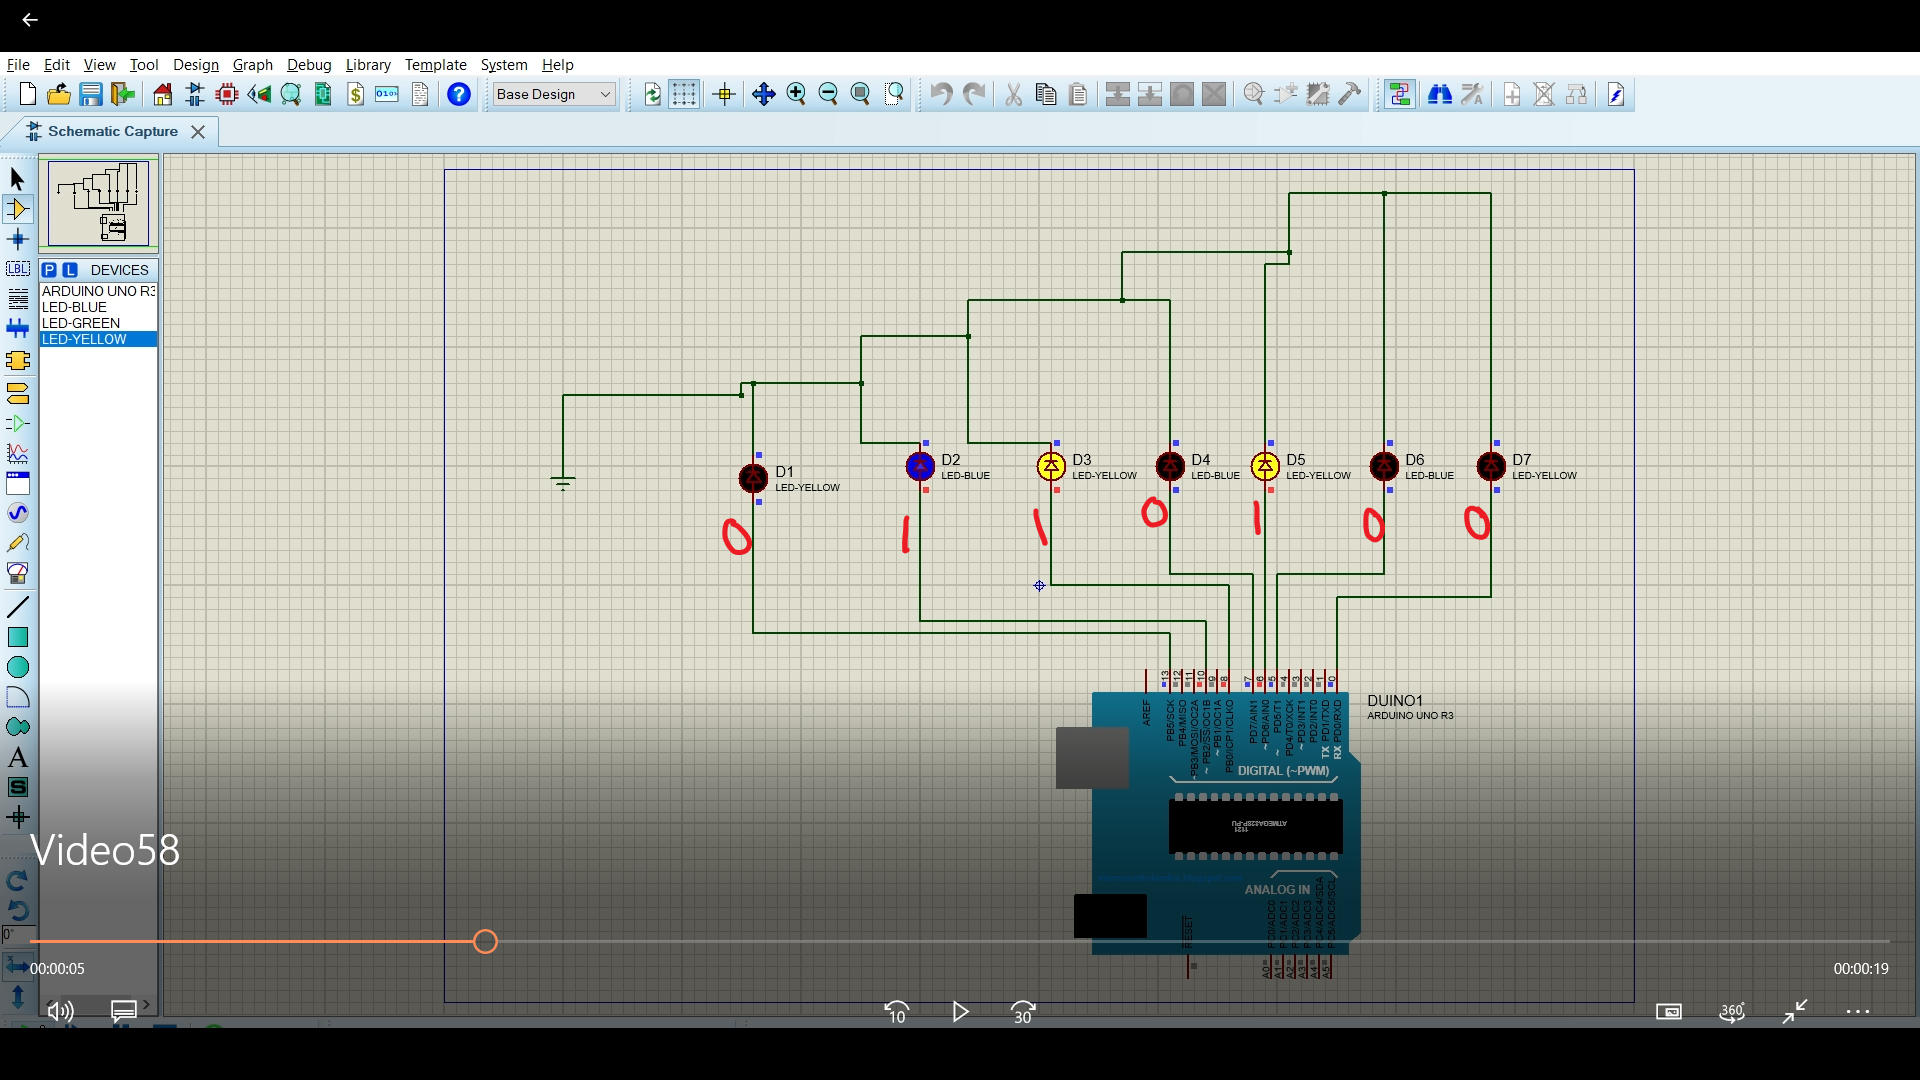 File Edit View Tool Design Graph Debug Library Template System Help
Base Design
Schematic Capture
P L DEVICES
ARDUINO UNO R3
LED-BLUE
LED-GREEN
LED-YELLOW
LBL
D1
LED-YELLOW
D2
LED-BLUE
D3
LED-YELLOW
D4
LED-BLUE
D5
LED-YELLOW
D6
LED-BLUE
D7
LED-YELLOW
0 1 1 0 1 0 0
13 12 11 10 9 8 7 6 5 4 3 2 1 0
DUINO1
ARDUINO UNO R3
AREF
PB5/SCK
PB4/MISO
PB3/MOSI/OC2A
PB2/SS/OC1B
PB1/OC1A
PB0/ICP1/CLKO
PD7/AIN1
PD6/AIN0
PD5/T1
PD4/T0/XCK
PD3/INT1
PD2/INT0
TX PD1/TXD
RX PD0/RXD
DIGITAL (~PWM)
ATMEGA328P-PU
1121
ANALOG IN
RESET
PC0/ADC0
PC1/ADC1
PC2/ADC2
PC3/ADC3
PC4/ADC4/SDA
PC5/ADC5/SCL
A0 A1 A2 A3 A4 A5
Video58
0°
00:00:05
00:00:19
10
30
360°